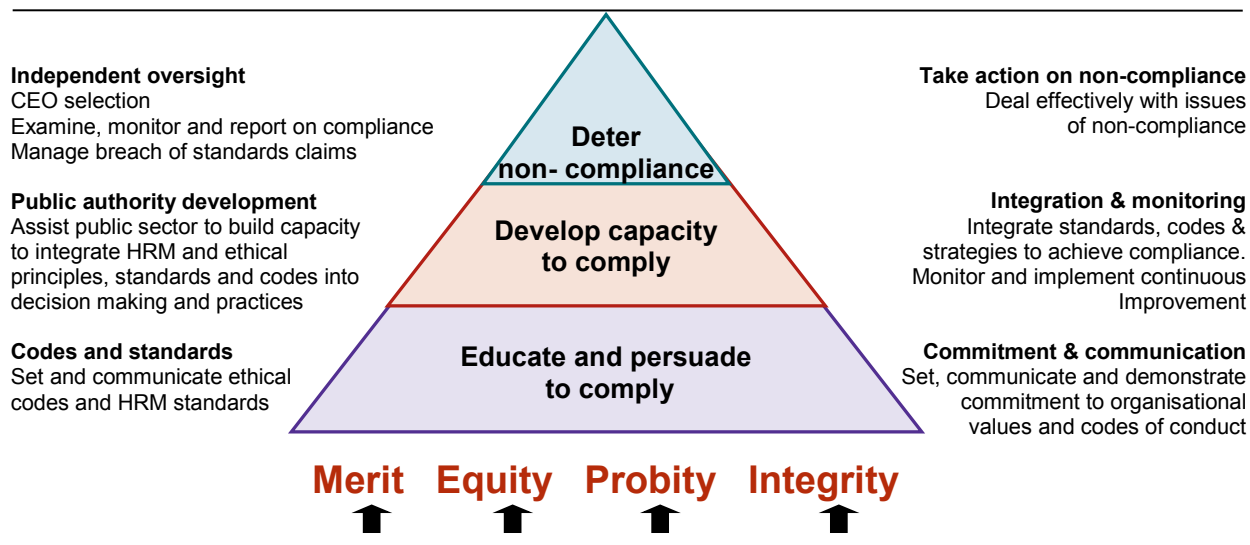 Independent oversight
CEO selection
Examine, monitor and report on compliance
Manage breach of standards claims
Public authority development
Assist public sector to build capacity
to integrate HRM and ethical
principles, standards and codes into
decision making and practices
Codes and standards
Set and communicate ethical
codes and HRM standards
Deter
non- compliance
Develop capacity
to comply
Educate and persuade
to comply
Take action on non-compliance
Deal effectively with issues
of non-compliance
Integration & monitoring
Integrate standards, codes &
strategies to achieve compliance.
Monitor and implement continuous
Improvement
Commitment & communication
Set, communicate and demonstrate
commitment to organisational
values and codes of conduct
Merit Equity Probity Integrity